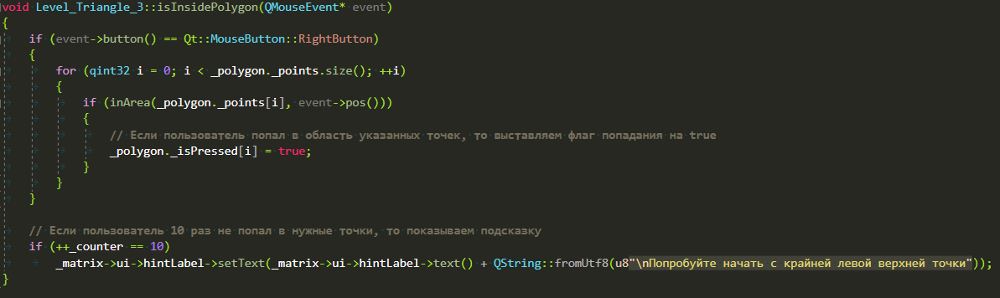 void Level_Triangle_3::isInsidePolygon(QMouseEvent* event)
{
    if (event->button() == Qt::MouseButton::RightButton)
    {
        for (qint32 i = 0; i < _polygon._points.size(); ++i)
        {
            if (inArea(_polygon._points[i], event->pos()))
            {
                // Если пользователь попал в область указанных точек, то выставляем флаг попадания на true
                _polygon._isPressed[i] = true;
            }
        }
    }
    // Если пользователь 10 раз не попал в нужные точки, то показываем подсказку
    if (++_counter == 10)
        _matrix->ui->hintLabel->setText(_matrix->ui->hintLabel->text() + QString::fromUtf8(u8"\nПопробуйте начать с крайней левой верхней точки"));
}